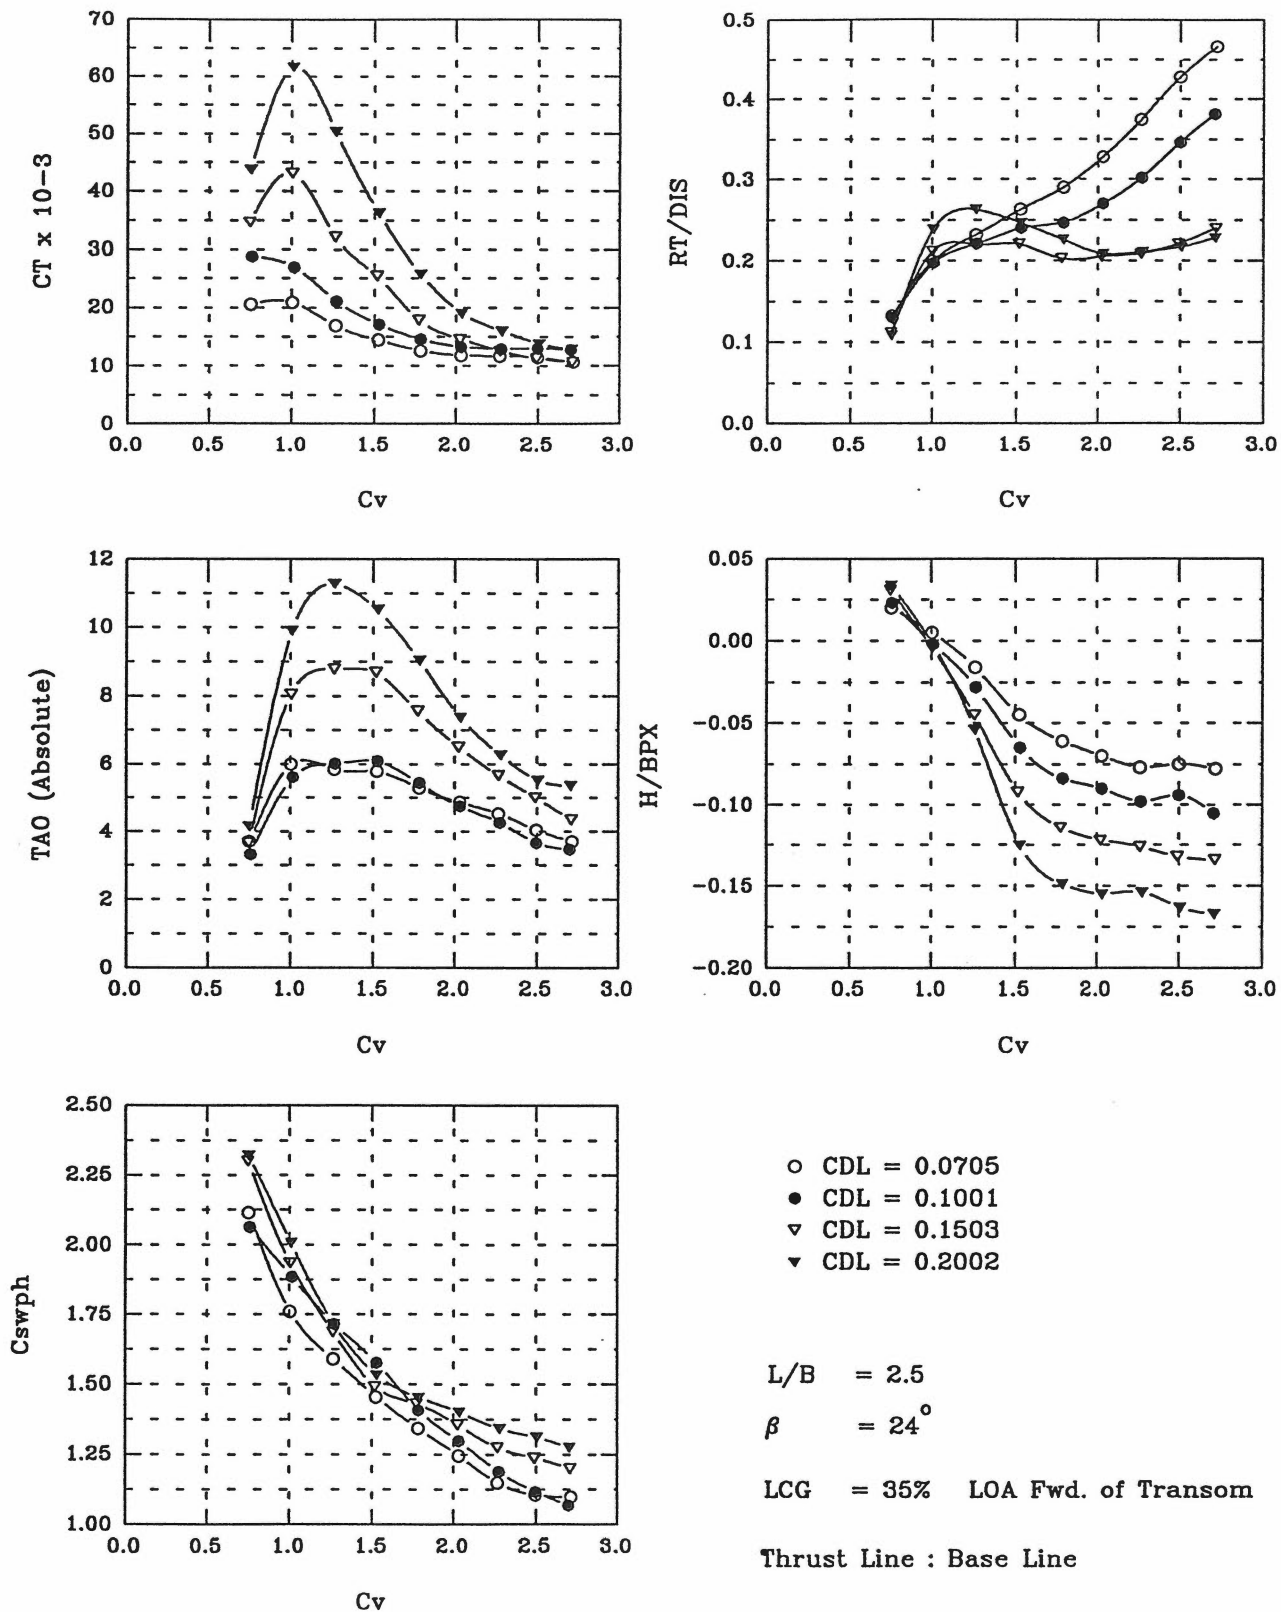 CT x 10-3
70
60
50
40
30
20
10
0
0.0 0.5 1.0 1.5 2.0 2.5 3.0
Cv
RT/DIS
0.5
0.4
0.3
0.2
0.1
0.0
0.0 0.5 1.0 1.5 2.0 2.5 3.0
Cv
TAO (Absolute)
12
10
8
6
4
2
0
0.0 0.5 1.0 1.5 2.0 2.5 3.0
Cv
H/BPX
0.05
0.00
-0.05
-0.10
-0.15
-0.20
0.0 0.5 1.0 1.5 2.0 2.5 3.0
Cv
Cswph
2.50
2.25
2.00
1.75
1.50
1.25
1.00
0.0 0.5 1.0 1.5 2.0 2.5 3.0
Cv
CDL = 0.0705
CDL = 0.1001
CDL = 0.1503
CDL = 0.2002
L/B = 2.5
β = 24°
LCG = 35% LOA Fwd. of Transom
Thrust Line : Base Line